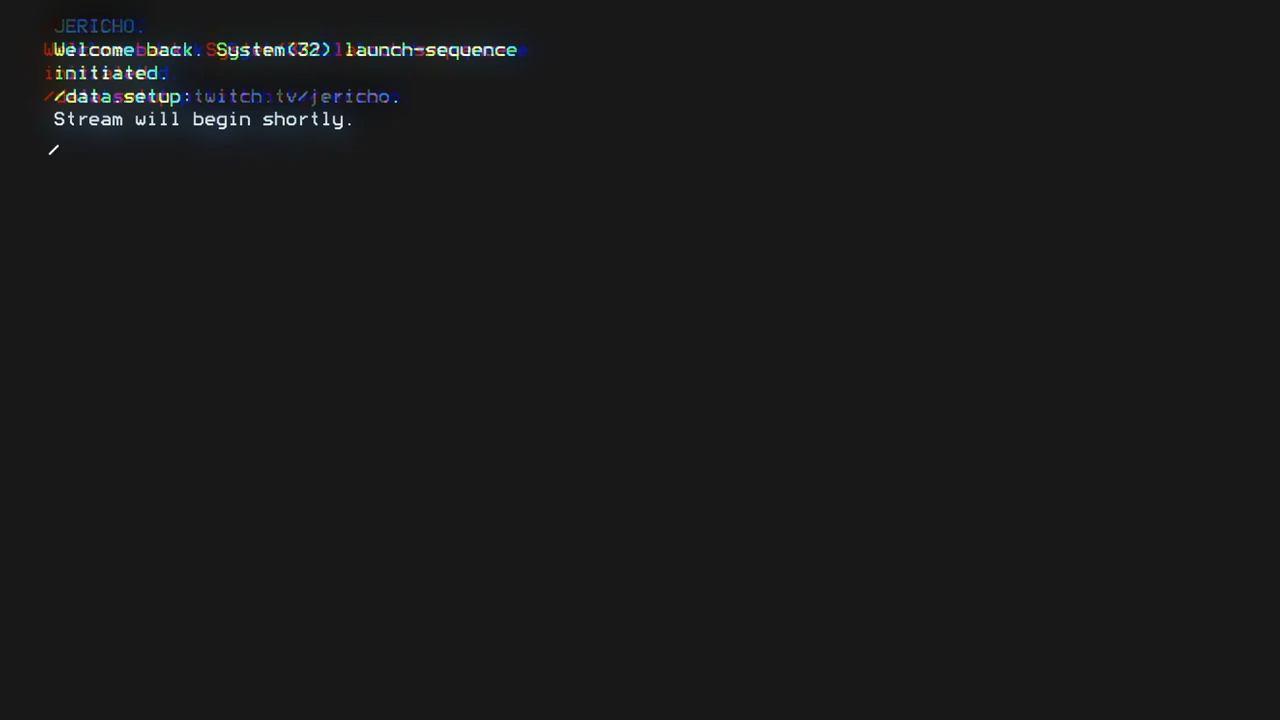 JERICHO.
Welcome back. System(32) launch-sequence
initiated.
//data.setup:twitch.tv/jericho.
Stream will begin shortly.
/